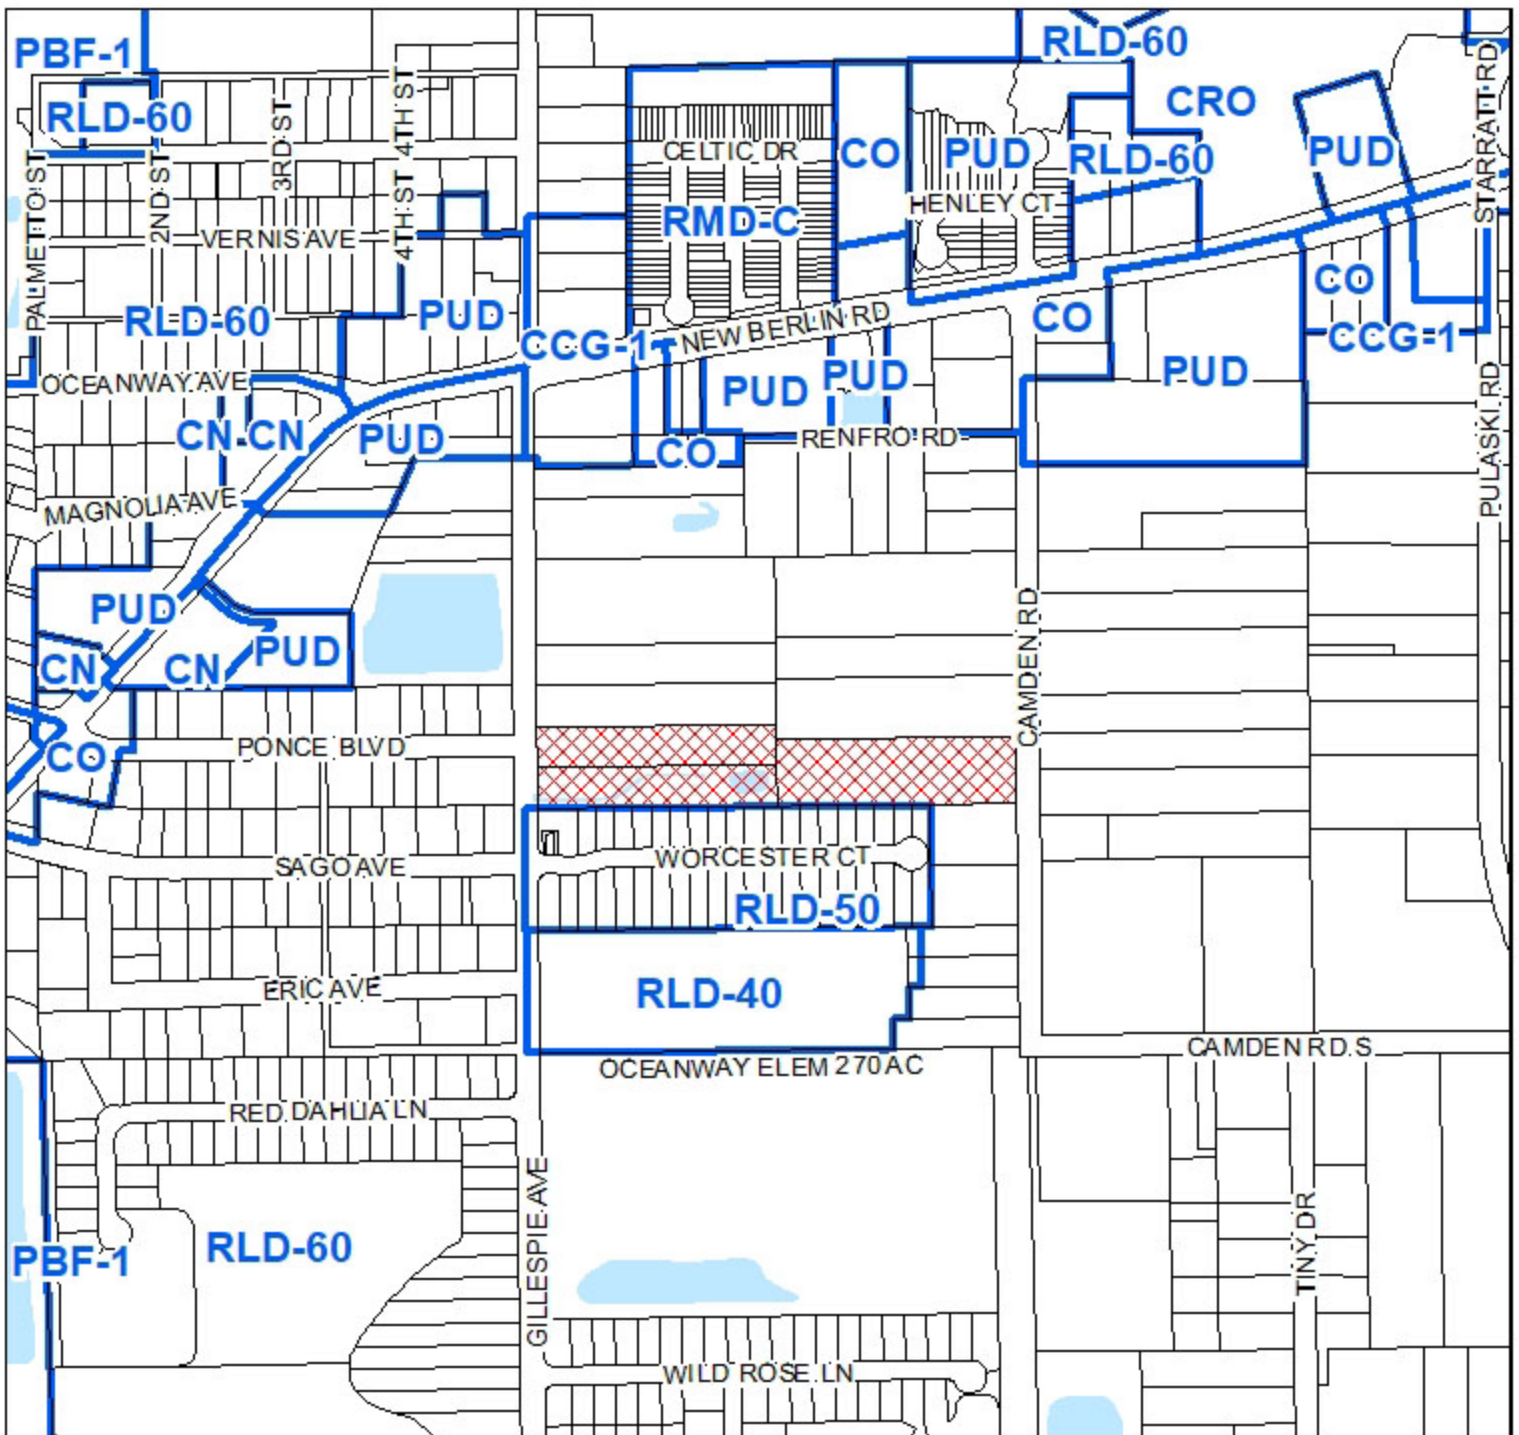 PBF-1
RLD-60
RLD-60
CRO
STARRATT RD
4TH ST
3RD ST
CELTIC DR
CO
PUD
RLD-60
PUD
PALMETTO ST
2ND ST
4TH ST
VERNIS AVE
RMD-C
HENLEY CT
RLD-60
PUD
CCG-1
NEW BERLIN RD
CO
CO
CCG-1
OCEANWAY AVE
PUD
PUD
PUD
PULASKI RD
CN
CN
PUD
CO
RENFRO RD
MAGNOLIA AVE
PUD
CN
CN
PUD
CAMDEN RD
CO
PONCE BLVD
SAGO AVE
WORCESTER CT
RLD-50
ERIC AVE
RLD-40
CAMDEN RD S
OCEANWAY ELEM 270 AC
RED DAHLIA LN
GILLESPIE AVE
TINY DR
PBF-1
RLD-60
WILD ROSE LN